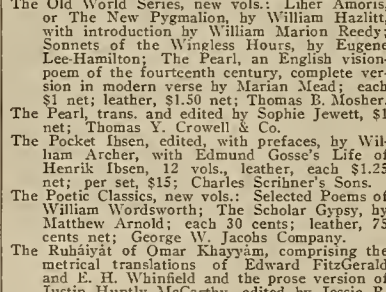 The Old World Series, new vols.: Liber Amoris,
or The New Pygmalion, by William Hazlitt,
with introduction by William Marion Reedy;
Sonnets of the Wingless Hours, by Eugene
Lee-Hamilton; The Pearl, an English vision-
poem of the fourteenth century, complete ver-
sion in modern verse by Marian Mead; each
$1 net; leather, $1.50 net; Thomas B. Mosher.
The Pearl, trans. and edited by Sophie Jewett, $1
net; Thomas Y. Crowell & Co.
The Pocket Ibsen, edited, with prefaces, by Wil-
liam Archer, with Edmund Gosse's Life of
Henrik Ibsen, 12 vols., leather, each $1.25
net; per set, $15; Charles Scribner's Sons.
The Poetic Classics, new vols.: Selected Poems of
William Wordsworth; The Scholar Gypsy, by
Matthew Arnold; each 30 cents; leather, 75
cents net; George W. Jacobs Company.
The Ruháiyát of Omar Khayyám, comprising the
metrical translations of Edward FitzGerald
and E. H. Whinfield and the prose version of
Justin Huntly McCarthy, edited by Jessie B.